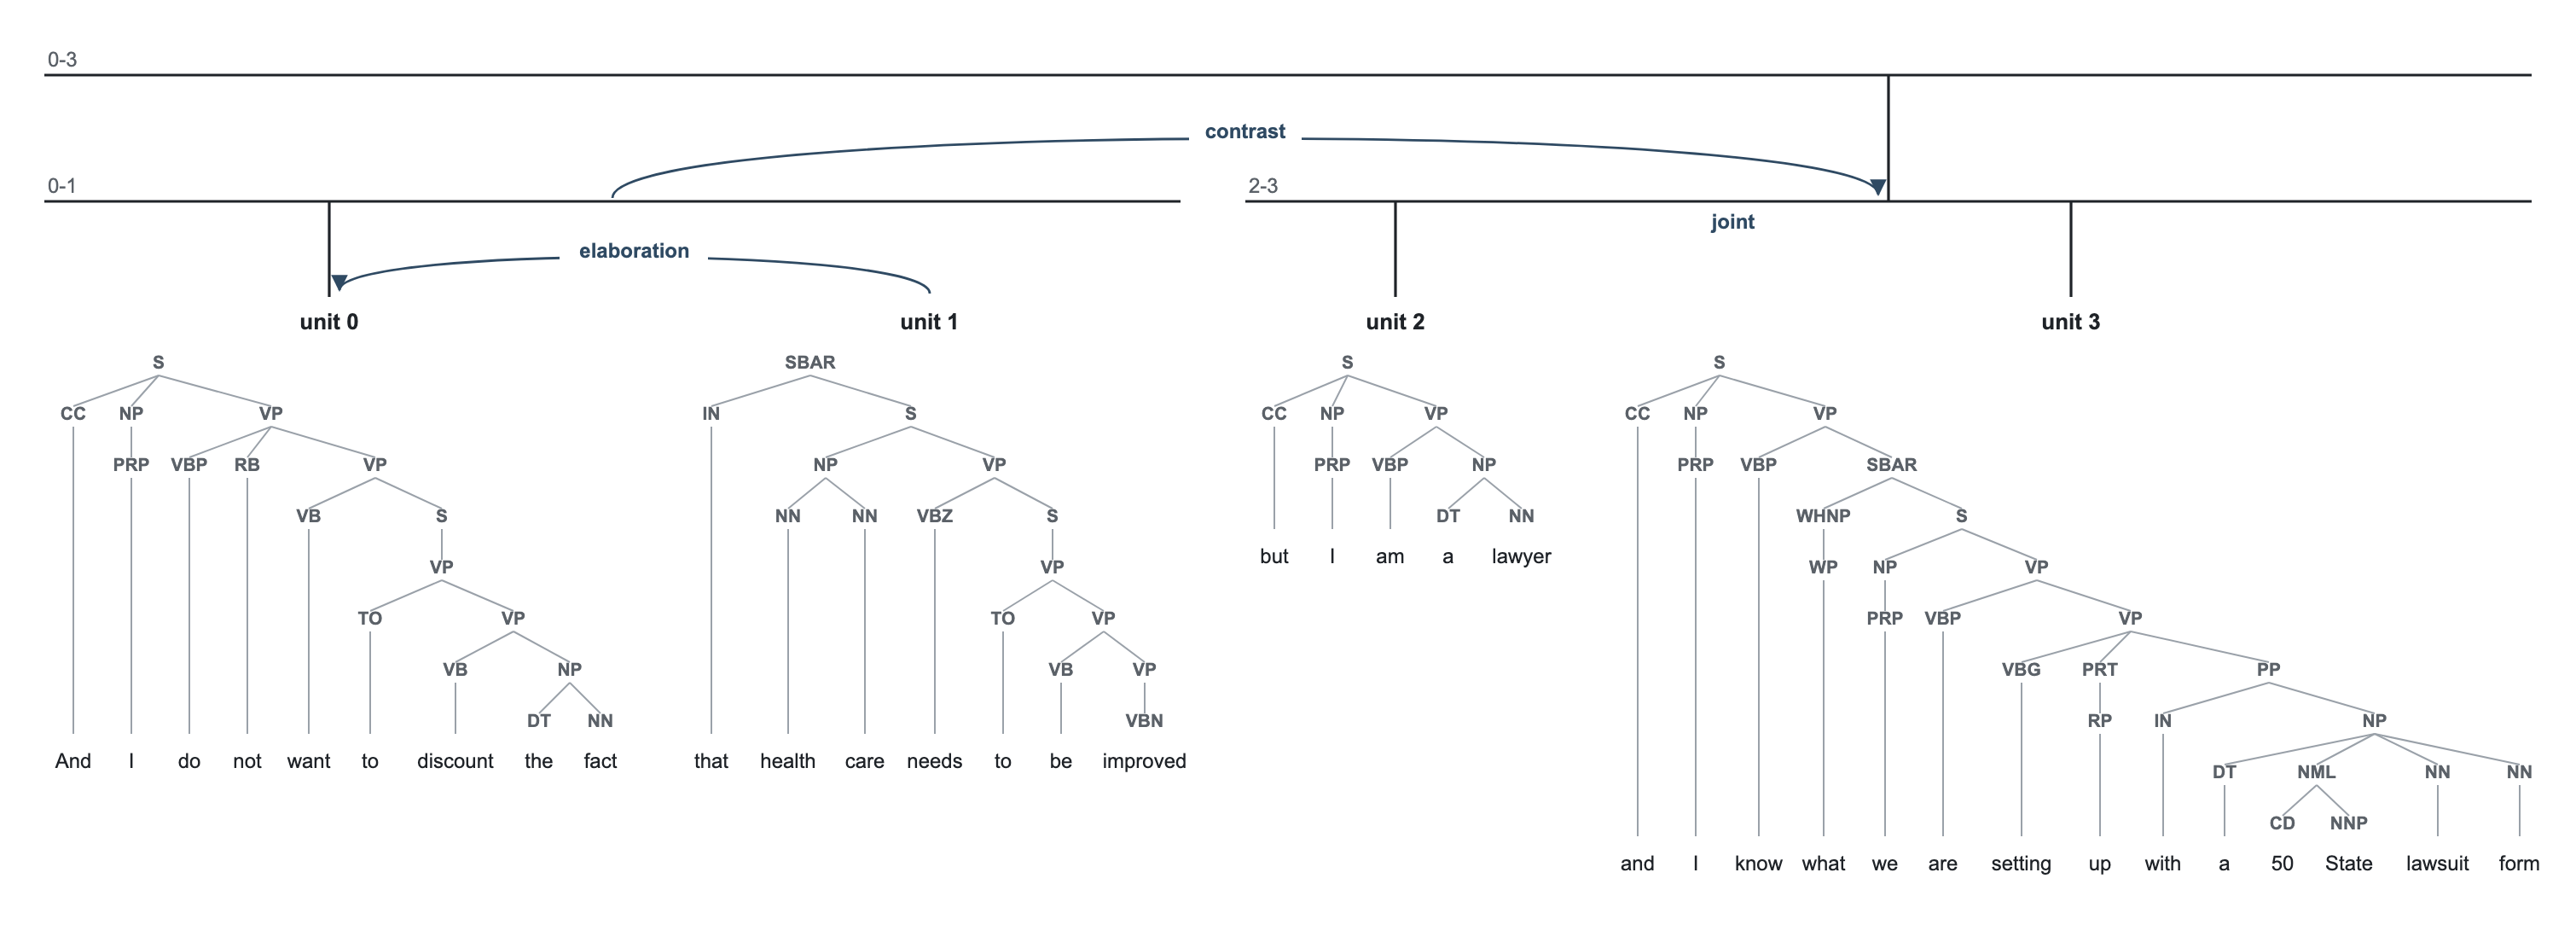 0-3
contrast
0-1
2-3
joint
elaboration
unit 0 unit 1 unit 2 unit 3
S SBAR S S
CC NP VP IN S CC NP VP CC NP VP
PRP VBP RB VP NP VP PRP VBP NP PRP VBP SBAR
VB S NN NN VBZ S DT NN WHNP S
but I am a lawyer
VP VP WP NP VP
TO VP TO VP PRP VBP VP
VB NP VB VP VBG PRT PP
DT NN VBN RP IN NP
And I do not want to discount the fact that health care needs to be improved
DT NML NN NN
CD NNP
and I know what we are setting up with a 50 State lawsuit form